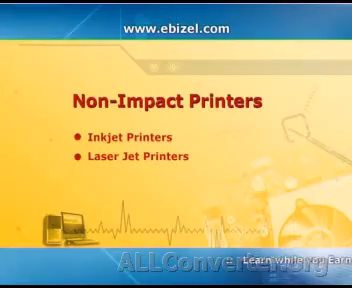 www.ebizel.com
Non-Impact Printers
Inkjet Printers
Laser Jet Printers
Learn while you Earn
ALLConverter.org